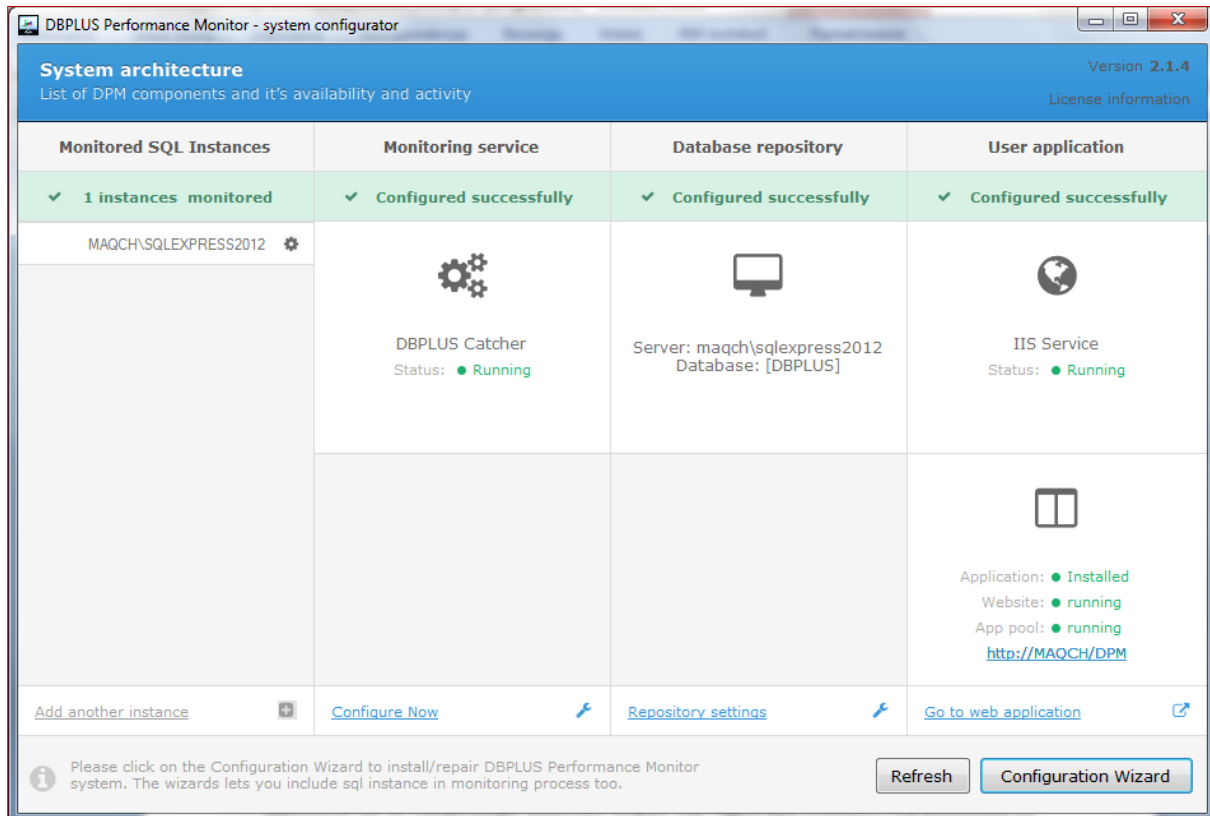 DBPLUS Performance Monitor - system configurator
System architecture
Version 2.1.4
List of DPM components and it's availability and activity
License information
Monitored SQL Instances
Monitoring service
Database repository
User application
1 instances monitored
Configured successfully
Configured successfully
Configured successfully
MAQCH\SQLEXPRESS2012
DBPLUS Catcher
Status: Running
Server: maqch\sqlexpress2012
Database: [DBPLUS]
IIS Service
Status: Running
Application: Installed
Website: running
App pool: running
http://MAQCH/DPM
Add another instance
Configure Now
Repository settings
Go to web application
Please click on the Configuration Wizard to install/repair DBPLUS Performance Monitor
system. The wizards lets you include sql instance in monitoring process too.
Refresh
Configuration Wizard